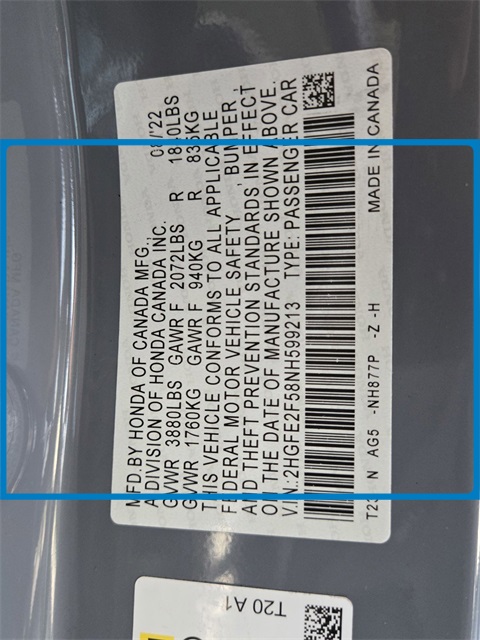 MFD.BY HONDA OF CANADA MFG.,
A DIVISION OF HONDA CANADA INC.
GVWR 3880LBS GAWR F 2072LBS R
GVWR 1760KG GAWR F 940KG R
THIS VEHICLE CONFORMS TO ALL APPLICABLE
FEDERAL MOTOR VEHICLE SAFETY, BUMPER,
AND THEFT PREVENTION STANDARDS IN EFFECT
ON THE DATE OF MANUFACTURE SHOWN ABOVE.
V.I.N.:2HGFE2F58NH599213 TYPE: PASSENGER CAR
N AG5 -NH877P -Z -H MADE IN CANADA
T20 A1